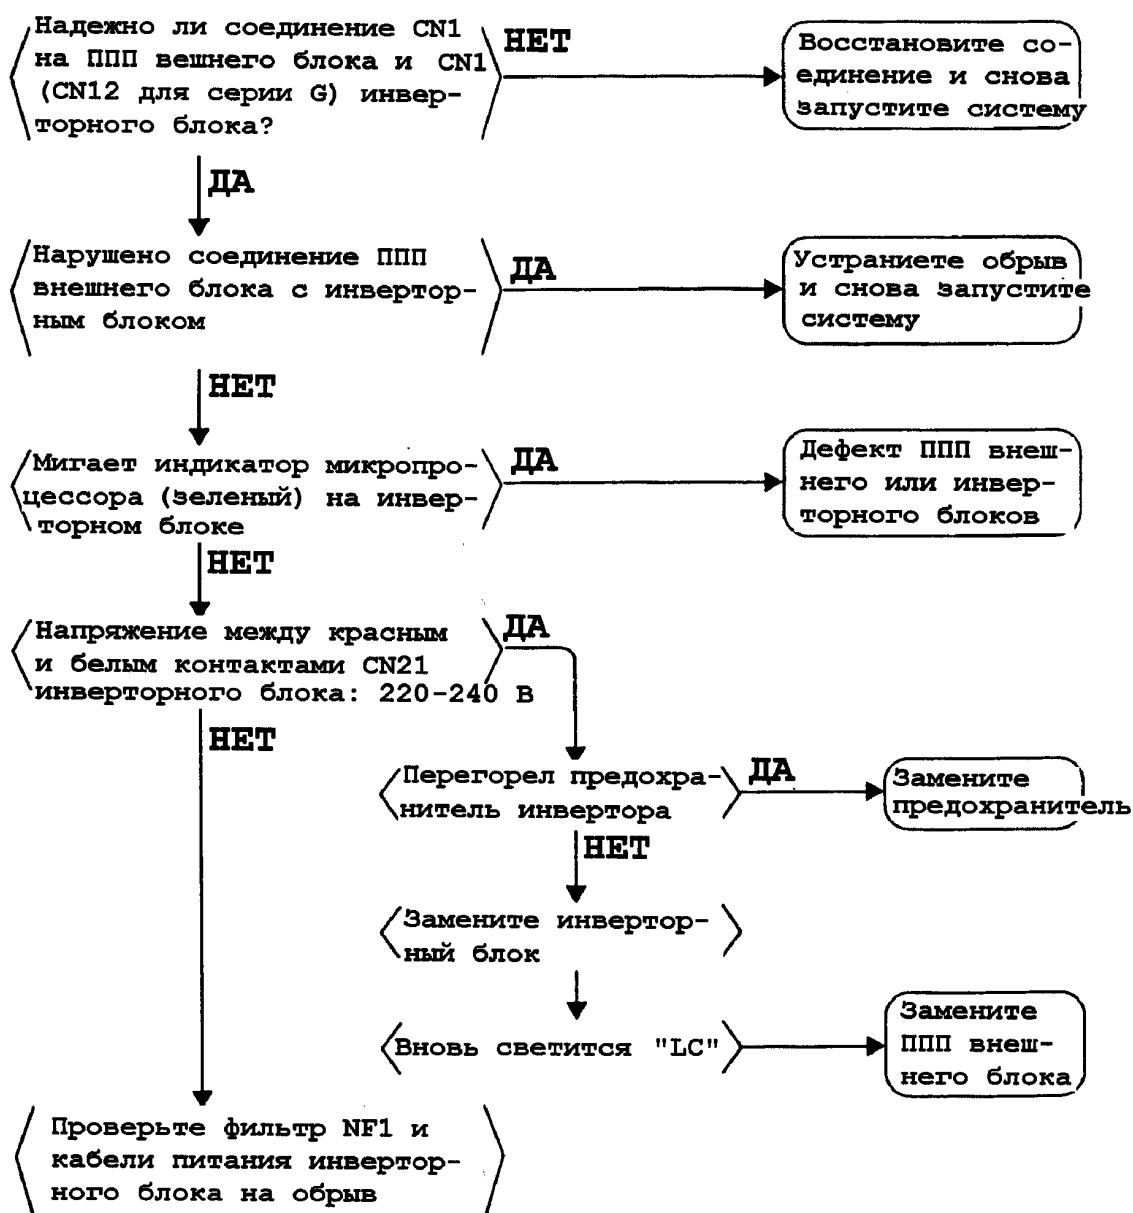 Надежно ли соединение CN1
на ППП вешнего блока и CN1
(CN12 для серии G) инвер-
торного блока?
НЕТ
Восстановите со-
единение и снова
запустите систему
ДА
Нарушено соединение ППП
внешнего блока с инвертор-
ным блоком
ДА
Устраниете обрыв
и снова запустите
систему
НЕТ
Мигает индикатор микропро-
цессора (зеленый) на инвер-
торном блоке
ДА
Дефект ППП внеш-
него или инвер-
торного блоков
НЕТ
Напряжение между красным
и белым контактами CN21
инверторного блока: 220-240 В
ДА
НЕТ
Перегорел предохра-
нитель инвертора
ДА
Замените
предохранитель
НЕТ
Замените инвертор-
ный блок
Вновь светится "LC"
Замените
ППП внеш-
него блока
Проверьте фильтр NF1 и
кабели питания инвертор-
ного блока на обрыв